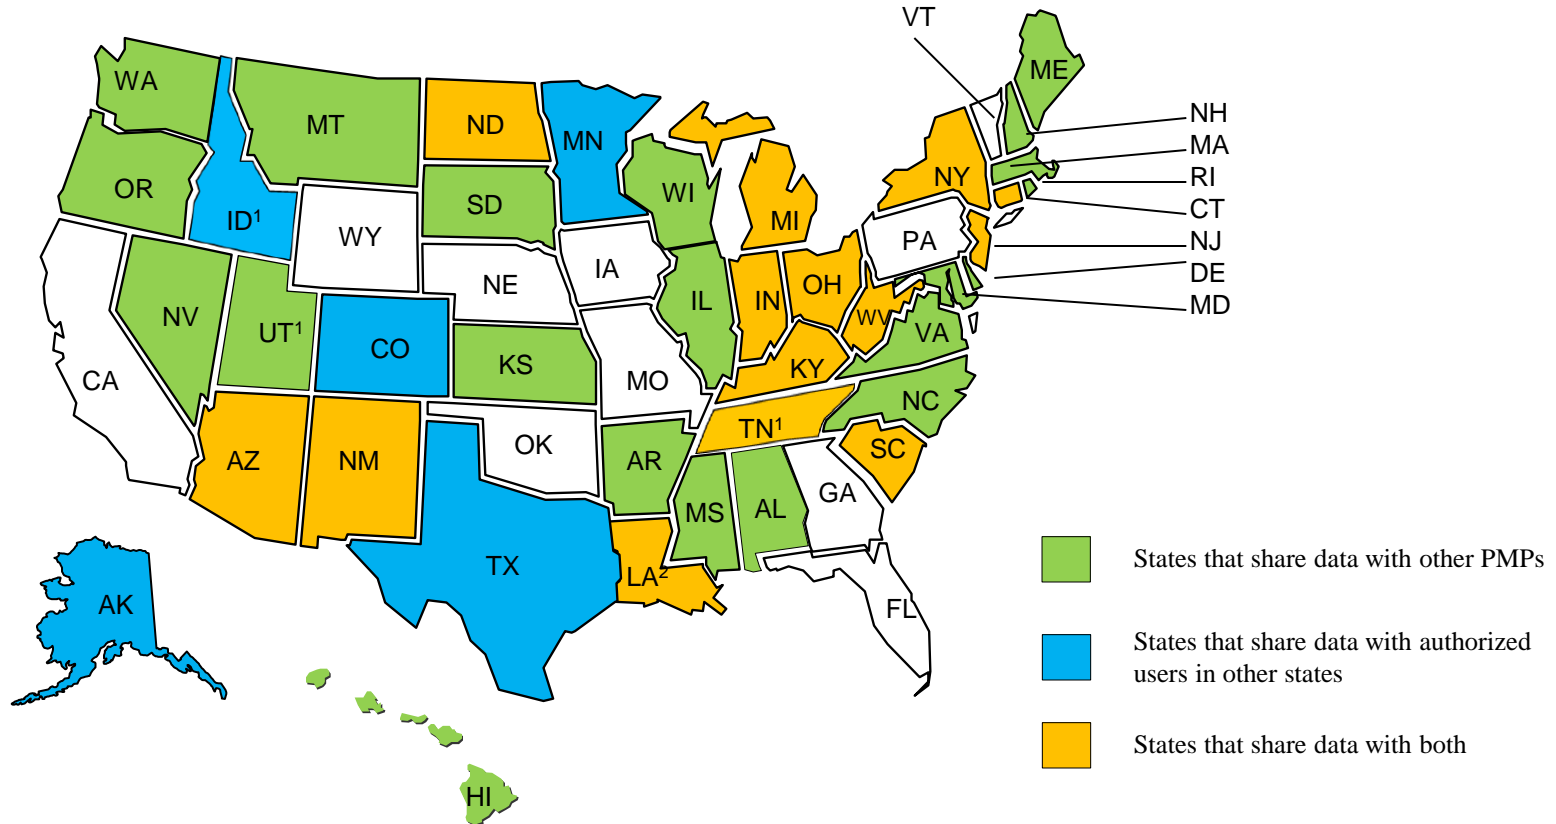 VT
ME
WA
MT
ND
MN
NH
MA
RI
CT
NJ
DE
MD
OR
ID¹
WY
SD
WI
MI
NY
PA
NE
IA
IL
IN
OH
WV
VA
NV
UT¹
CO
KS
MO
KY
NC
CA
AZ
NM
OK
AR
TN¹
SC
MS
AL
GA
TX
LA²
FL
AK
HI
States that share data with other PMPs
States that share data with authorized
users in other states
States that share data with both